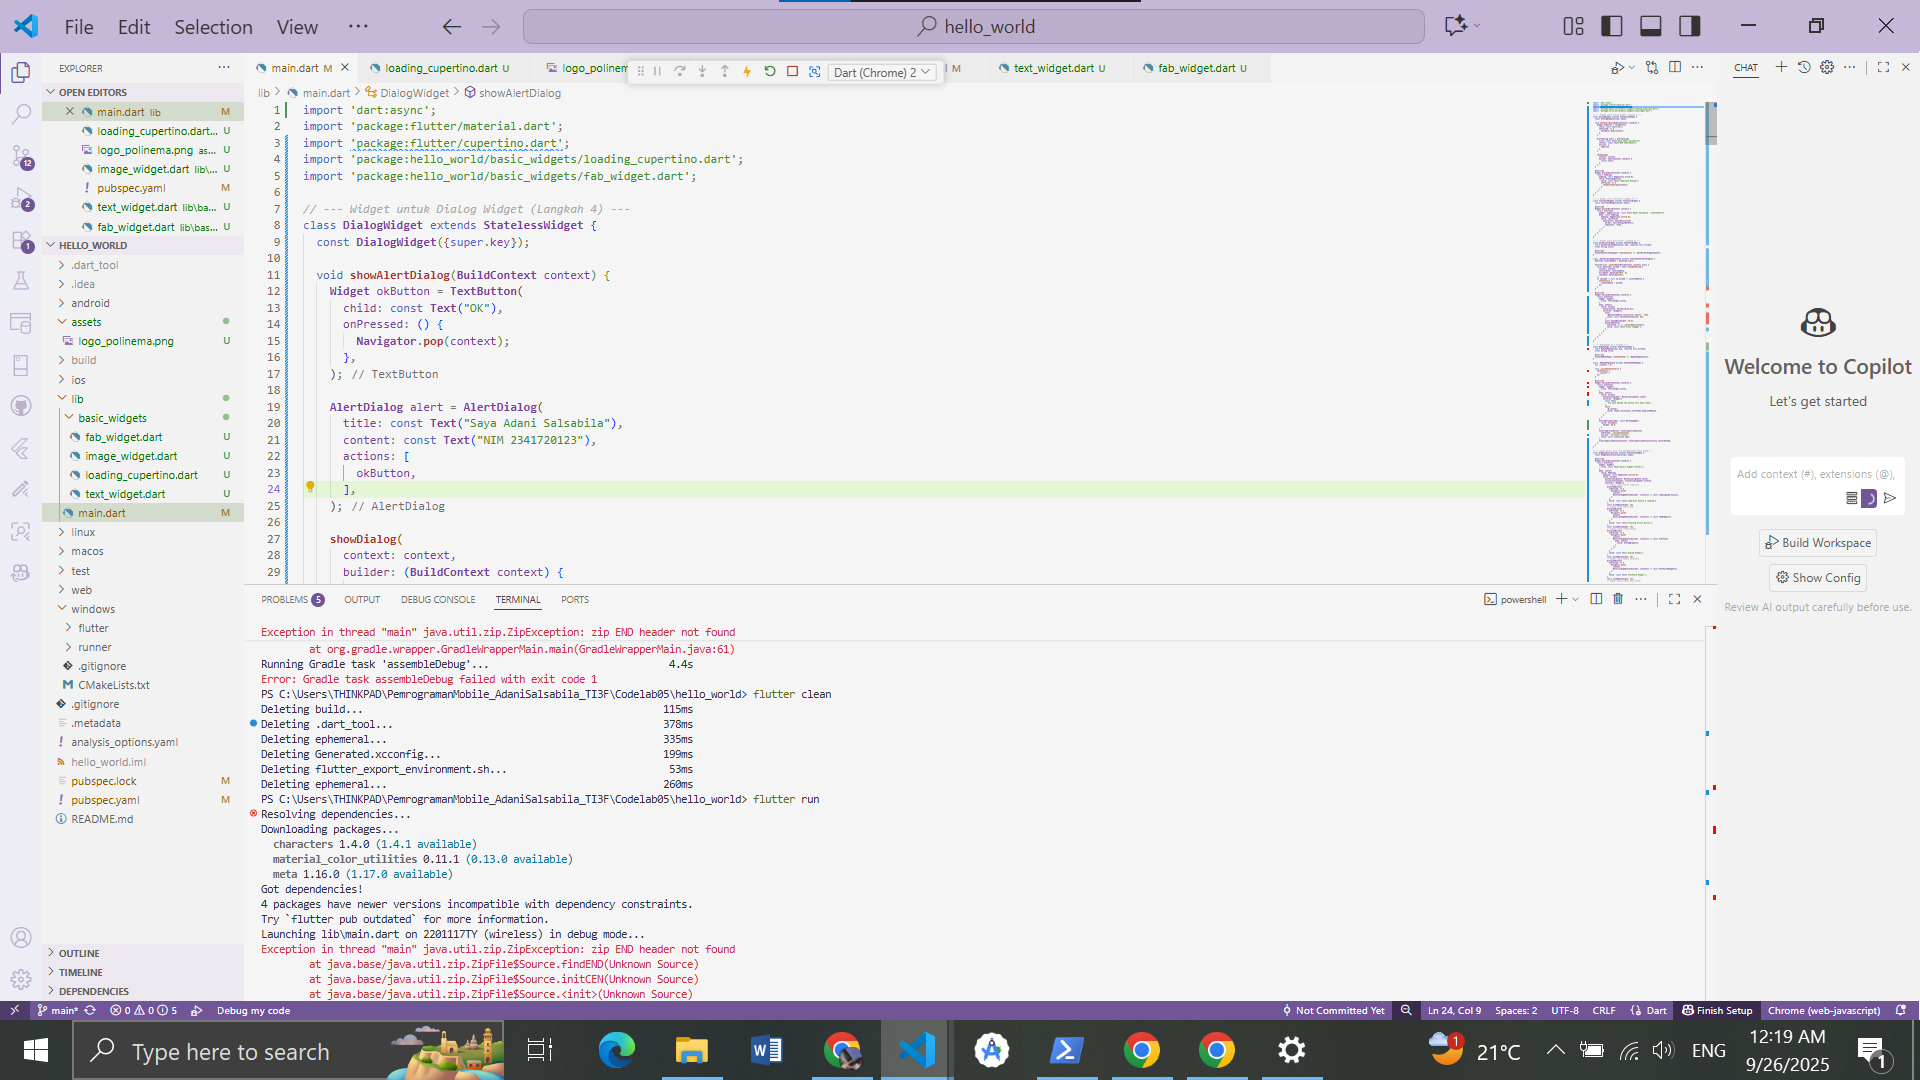 File Edit Selection View ···
hello_world
EXPLORER ···
OPEN EDITORS
main.dart lib
loading_cupertino.dart... U
logo_polinema.png as... U
image_widget.dart lib\... U
! pubspec.yaml M
text_widget.dart lib\ba... U
fab_widget.dart lib\bas... U
HELLO_WORLD
.dart_tool
.idea
android
assets
logo_polinema.png U
build
ios
lib
basic_widgets
fab_widget.dart U
image_widget.dart U
loading_cupertino.dart U
text_widget.dart U
main.dart M
linux
macos
test
web
windows
flutter
runner
.gitignore
M CMakeLists.txt
.gitignore
.metadata
! analysis_options.yaml
hello_world.iml
pubspec.lock M
! pubspec.yaml M
README.md
OUTLINE
TIMELINE
DEPENDENCIES
12
2
1
main.dart M loading_cupertino.dart U logo_polinem Dart (Chrome) 2 M text_widget.dart U fab_widget.dart U
lib > main.dart > DialogWidget > showAlertDialog
1 import 'dart:async';
2 import 'package:flutter/material.dart';
3 import 'package:flutter/cupertino.dart';
4 import 'package:hello_world/basic_widgets/loading_cupertino.dart';
5 import 'package:hello_world/basic_widgets/fab_widget.dart';
6
7 // --- Widget untuk Dialog Widget (Langkah 4) ---
8 class DialogWidget extends StatelessWidget {
9 const DialogWidget({super.key});
10
11 void showAlertDialog(BuildContext context) {
12 Widget okButton = TextButton(
13 child: const Text("OK"),
14 onPressed: () {
15 Navigator.pop(context);
16 },
17 ); // TextButton
18
19 AlertDialog alert = AlertDialog(
20 title: const Text("Saya Adani Salsabila"),
21 content: const Text("NIM 2341720123"),
22 actions: [
23 okButton,
24 ],
25 ); // AlertDialog
26
27 showDialog(
28 context: context,
29 builder: (BuildContext context) {
PROBLEMS 5 OUTPUT DEBUG CONSOLE TERMINAL PORTS
powershell
Exception in thread "main" java.util.zip.ZipException: zip END header not found
at org.gradle.wrapper.GradleWrapperMain.main(GradleWrapperMain.java:61)
Running Gradle task 'assembleDebug'... 4.4s
Error: Gradle task assembleDebug failed with exit code 1
PS C:\Users\THINKPAD\PemrogramanMobile_AdaniSalsabila_TI3F\Codelab05\hello_world> flutter clean
Deleting build... 115ms
Deleting .dart_tool... 378ms
Deleting ephemeral... 335ms
Deleting Generated.xcconfig... 199ms
Deleting flutter_export_environment.sh... 53ms
Deleting ephemeral... 260ms
PS C:\Users\THINKPAD\PemrogramanMobile_AdaniSalsabila_TI3F\Codelab05\hello_world> flutter run
Resolving dependencies...
Downloading packages...
characters 1.4.0 (1.4.1 available)
material_color_utilities 0.11.1 (0.13.0 available)
meta 1.16.0 (1.17.0 available)
Got dependencies!
4 packages have newer versions incompatible with dependency constraints.
Try `flutter pub outdated` for more information.
Launching lib\main.dart on 2201117TY (wireless) in debug mode...
Exception in thread "main" java.util.zip.ZipException: zip END header not found
at java.base/java.util.zip.ZipFile$Source.findEND(Unknown Source)
at java.base/java.util.zip.ZipFile$Source.initCEN(Unknown Source)
at java.base/java.util.zip.ZipFile$Source.<init>(Unknown Source)
CHAT
Welcome to Copilot
Let's get started
Add context (#), extensions (@),
Build Workspace
Show Config
Review AI output carefully before use.
main* 0 0 5 Debug my code Not Committed Yet Ln 24, Col 9 Spaces: 2 UTF-8 CRLF {} Dart Finish Setup Chrome (web-javascript)
Type here to search
1 21°C ENG 12:19 AM
9/26/2025
1